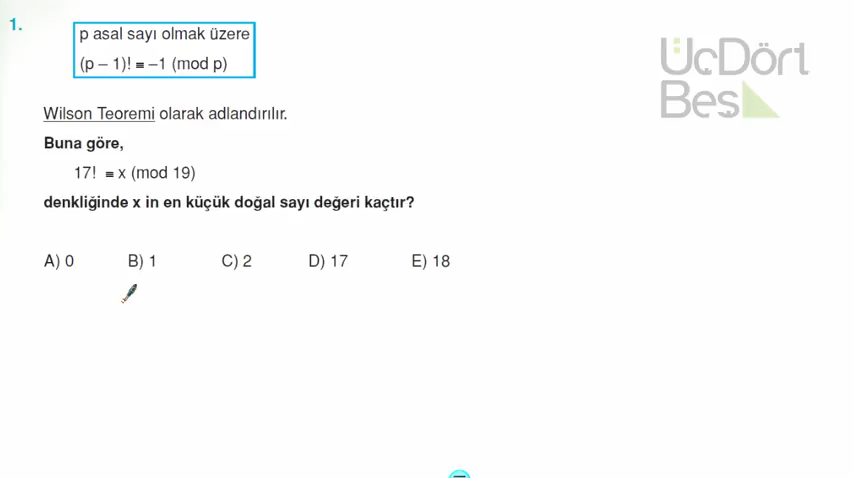 1.
p asal sayı olmak üzere
(p – 1)! ≡ –1 (mod p)
ÜçDört
Beş
Wilson Teoremi olarak adlandırılır.
Buna göre,
17! ≡ x (mod 19)
denkliğinde x in en küçük doğal sayı değeri kaçtır?
A) 0 B) 1 C) 2 D) 17 E) 18